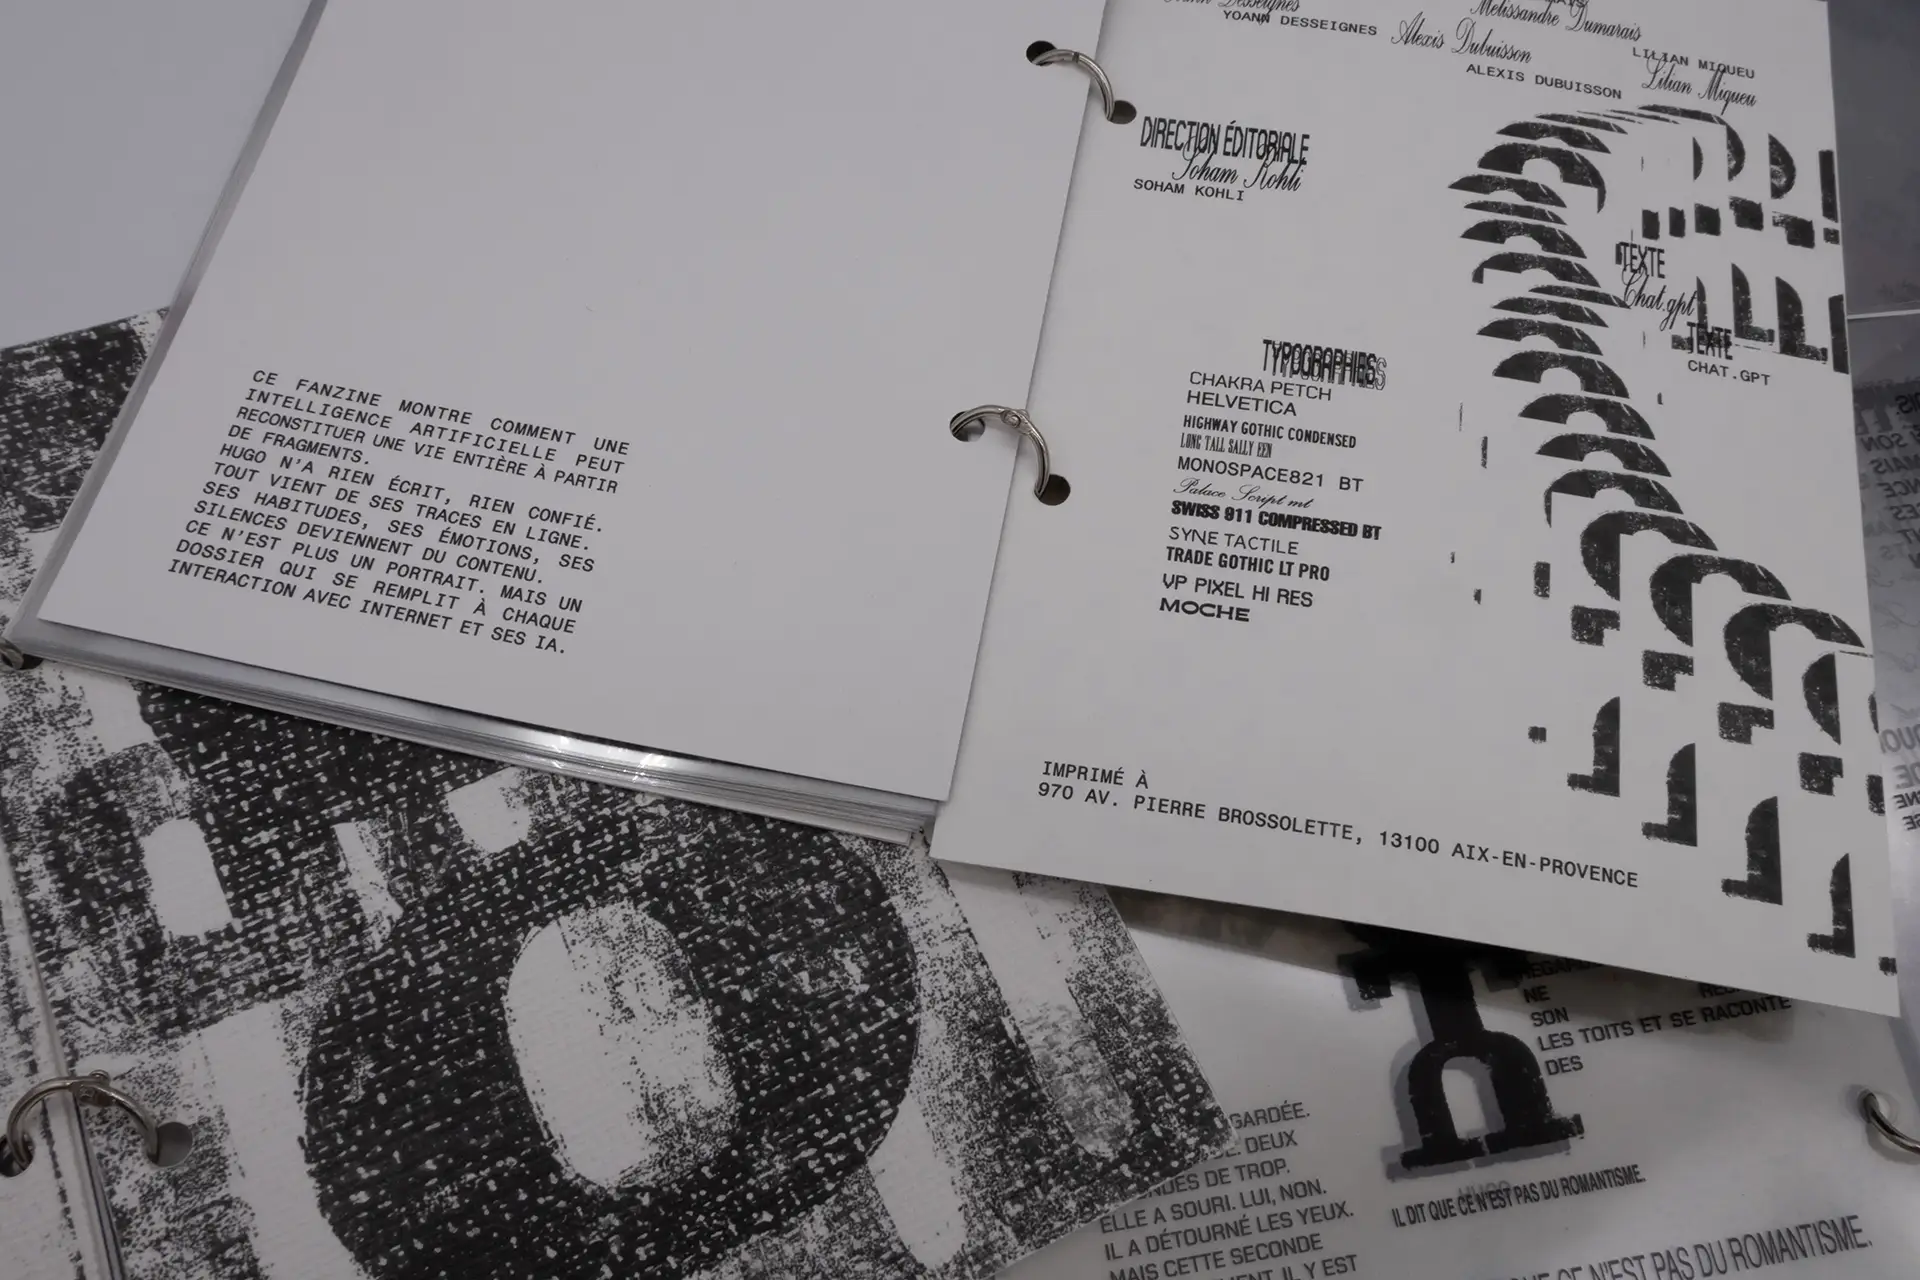 CE FANZINE MONTRE COMMENT UNE
INTELLIGENCE ARTIFICIELLE PEUT
RECONSTITUER UNE VIE ENTIÈRE À PARTIR
DE FRAGMENTS.
HUGO N'A RIEN ÉCRIT, RIEN CONFIÉ.
TOUT VIENT DE SES TRACES EN LIGNE.
SES HABITUDES, SES ÉMOTIONS, SES
SILENCES DEVIENNENT DU CONTENU.
CE N'EST PLUS UN PORTRAIT. MAIS UN
DOSSIER QUI SE REMPLIT À CHAQUE
INTERACTION AVEC INTERNET ET SES IA.
Desseignes
YOANN DESSEIGNES
Melissandre Dumarais
Alexis Dubuisson
ALEXIS DUBUISSON
LILIAN MIQUEU
Lilian Miqueu
DIRECTION ÉDITORIALE
Soham Kohli
SOHAM KOHLI
TEXTE
Chat.gpt
TEXTE
CHAT.GPT
TYPOGRAPHIES
CHAKRA PETCH
HELVETICA
HIGHWAY GOTHIC CONDENSED
LONG TALL SALLY EEN
MONOSPACE821 BT
Palace Script mt
SWISS 911 COMPRESSED BT
SYNE TACTILE
TRADE GOTHIC LT PRO
VP PIXEL HI RES
MOCHE
IMPRIMÉ À
970 AV. PIERRE BROSSOLETTE, 13100 AIX-EN-PROVENCE
NE
SON
LES TOITS ET SE RACONTE
DES
GARDÉE.
DEUX
DE TROP.
ELLE A SOURI. LUI, NON.
IL A DÉTOURNÉ LES YEUX.
MAIS CETTE SECONDE
IL Y EST
IL DIT QUE CE N'EST PAS DU ROMANTISME.
CE N'EST PAS DU ROMANTISME.